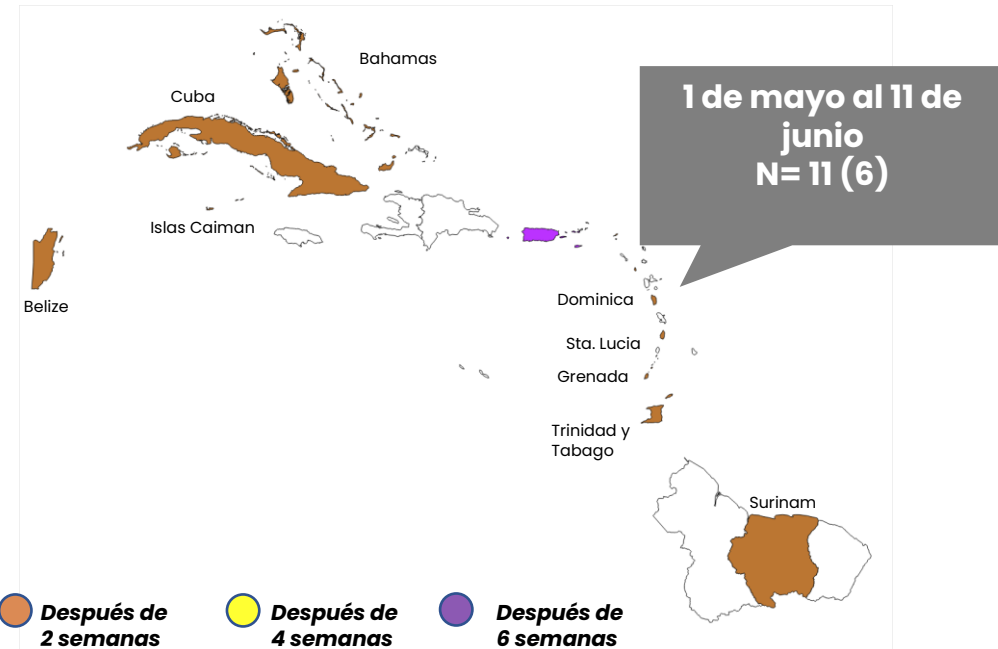 Bahamas
Cuba
1 de mayo al 11 de
junio
N= 11 (6)
Islas Caiman
Belize
Dominica
Sta. Lucia
Grenada
Trinidad y
Tabago
Surinam
Después de
2 semanas
Después de
4 semanas
Después de
6 semanas